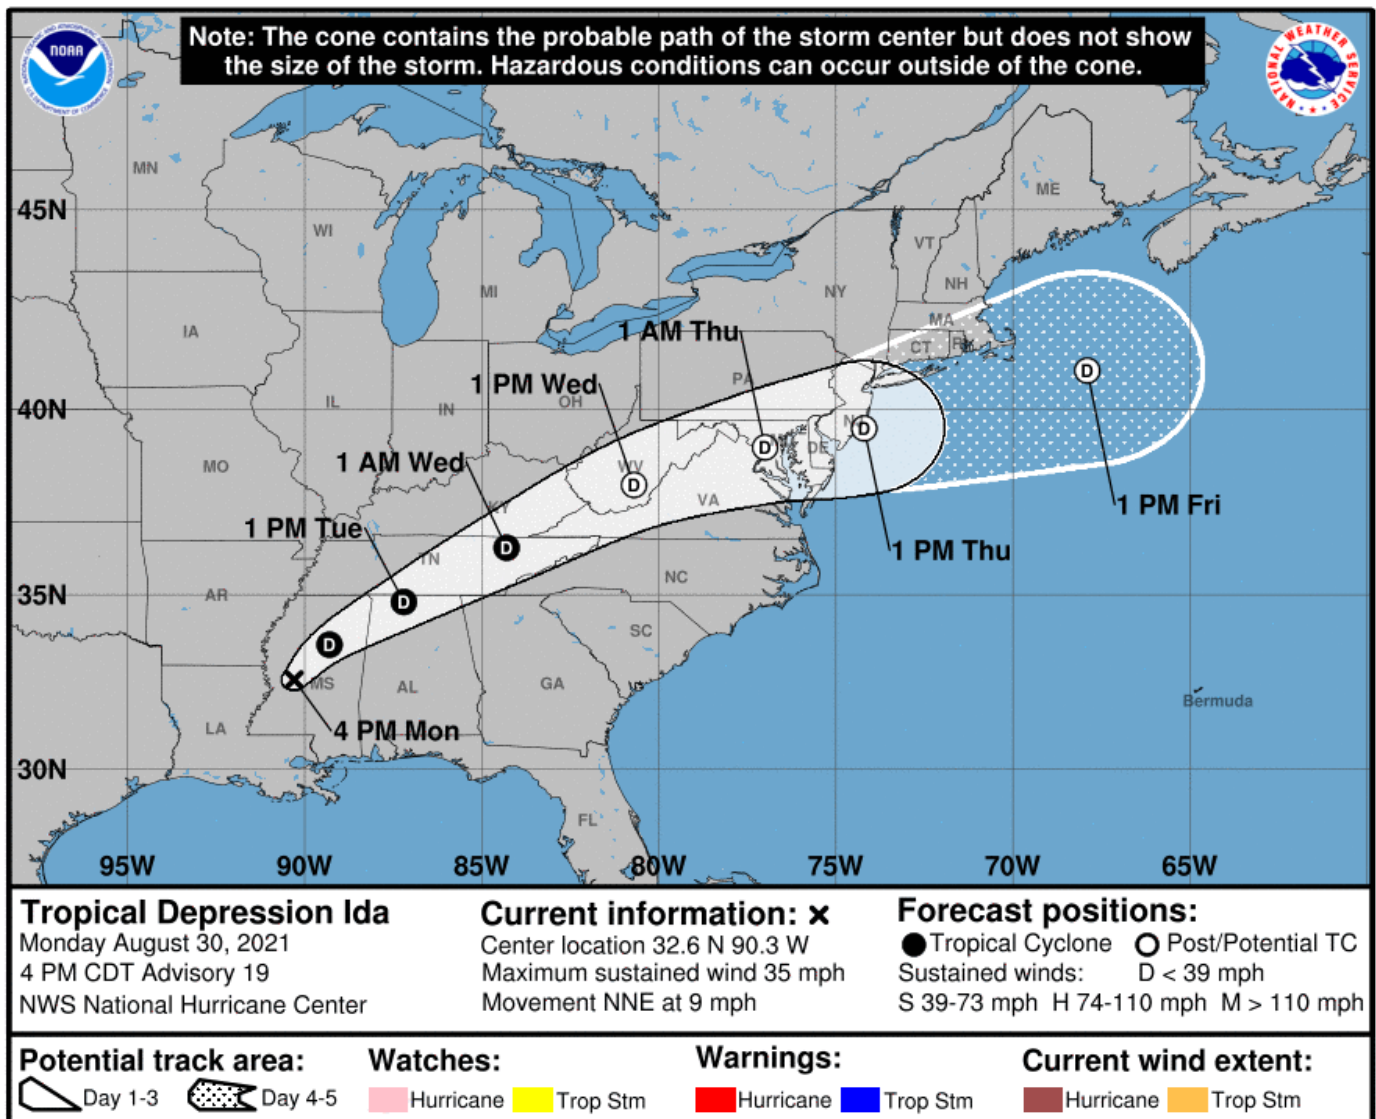 Note: The cone contains the probable path of the storm center but does not show
the size of the storm. Hazardous conditions can occur outside of the cone.
NOAA
NATIONAL WEATHER SERVICE
MN
ME
45N
WI
VT
NH
MI
NY
IA
1 AM Thu
MA
CT
RI
1 PM Wed
PA
D
40N
IL
IN
OH
NJ
D
1 AM Wed
D
DE
MO
WV
D
VA
1 PM Fri
KY
1 PM Tue
D
1 PM Thu
TN
NC
35N
AR
D
SC
D
MS
AL
GA
Bermuda
LA
4 PM Mon
30N
FL
95W 90W 85W 80W 75W 70W 65W
Tropical Depression Ida
Monday August 30, 2021
4 PM CDT Advisory 19
NWS National Hurricane Center
Current information: ×
Center location 32.6 N 90.3 W
Maximum sustained wind 35 mph
Movement NNE at 9 mph
Forecast positions:
Tropical Cyclone Post/Potential TC
Sustained winds: D < 39 mph
S 39-73 mph H 74-110 mph M > 110 mph
Potential track area:
Day 1-3 Day 4-5
Watches:
Hurricane Trop Stm
Warnings:
Hurricane Trop Stm
Current wind extent:
Hurricane Trop Stm